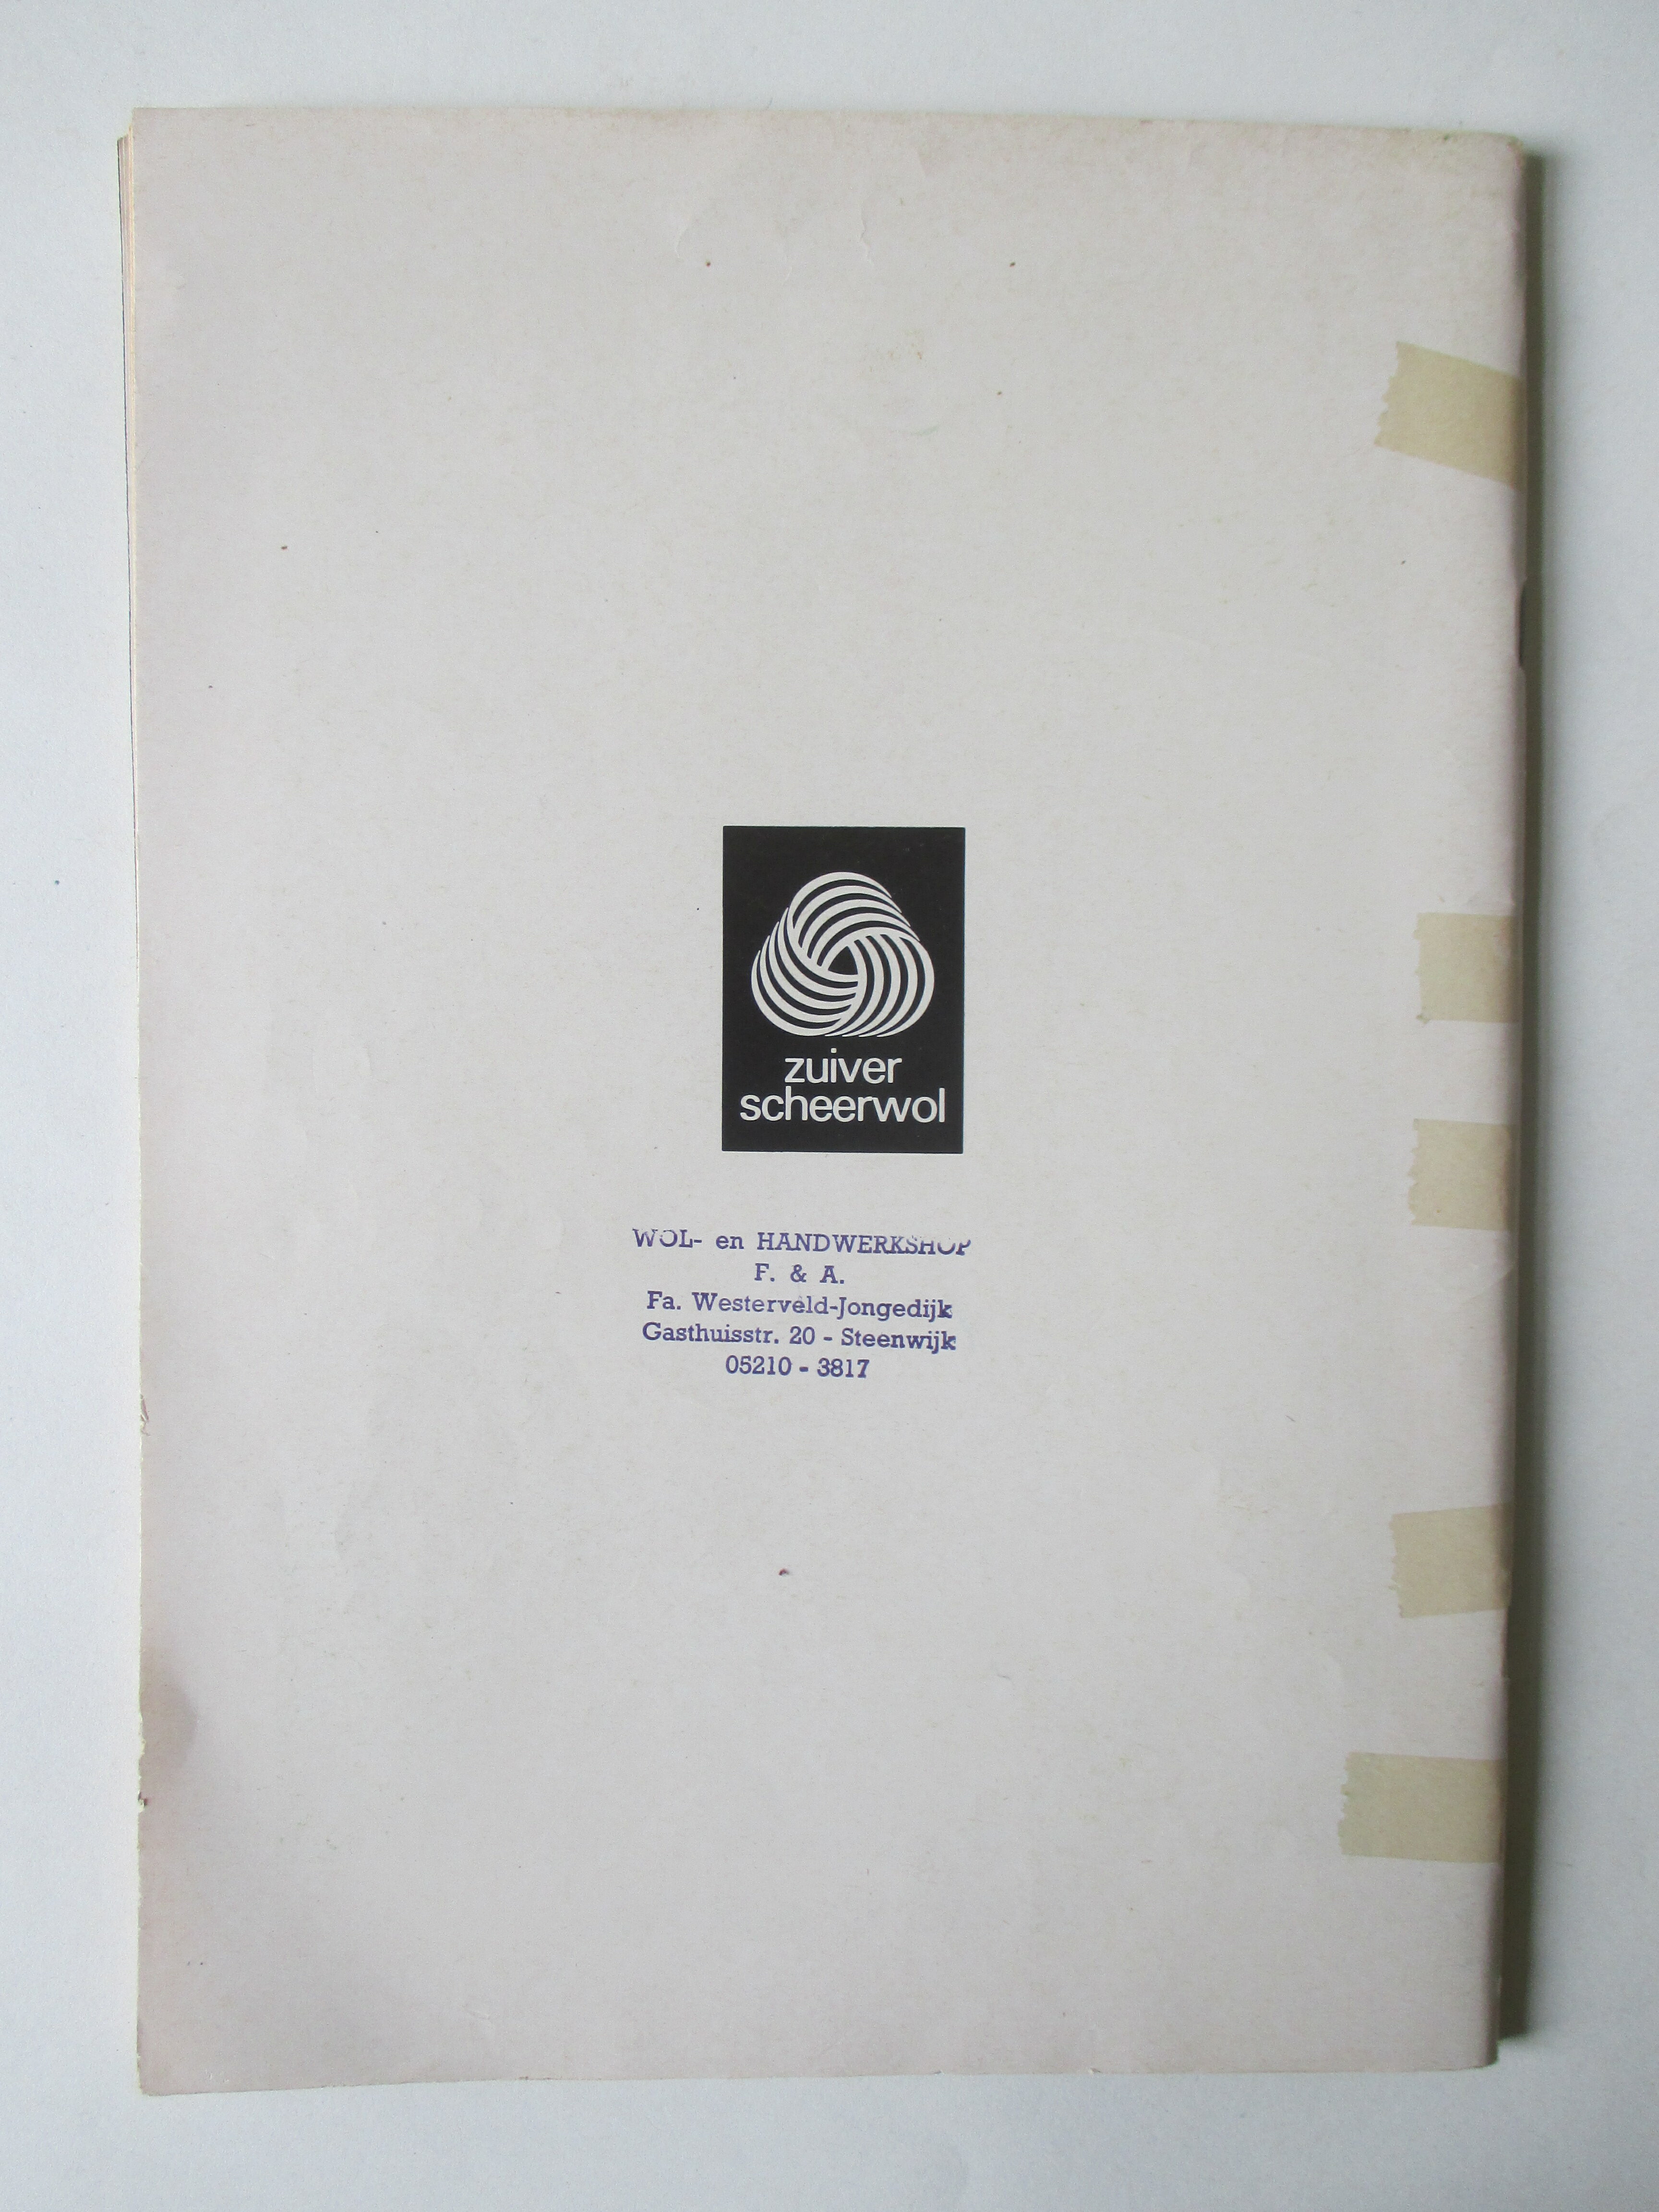 zuiver
scheerwol
WOL- en HANDWERKSHOP
F. & A.
Fa. Westerveld-Jongedijk
Gasthuisstr. 20 - Steenwijk
05210 - 3817